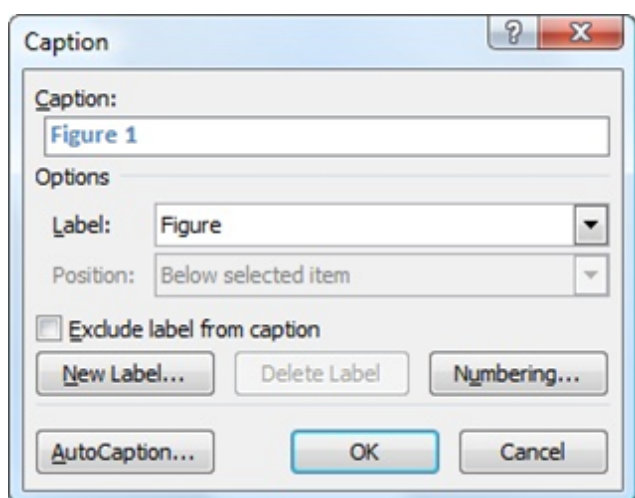 Caption
Caption:
Figure 1
Options
Label: Figure
Position: Below selected item
Exclude label from caption
New Label... Delete Label Numbering...
AutoCaption... OK Cancel